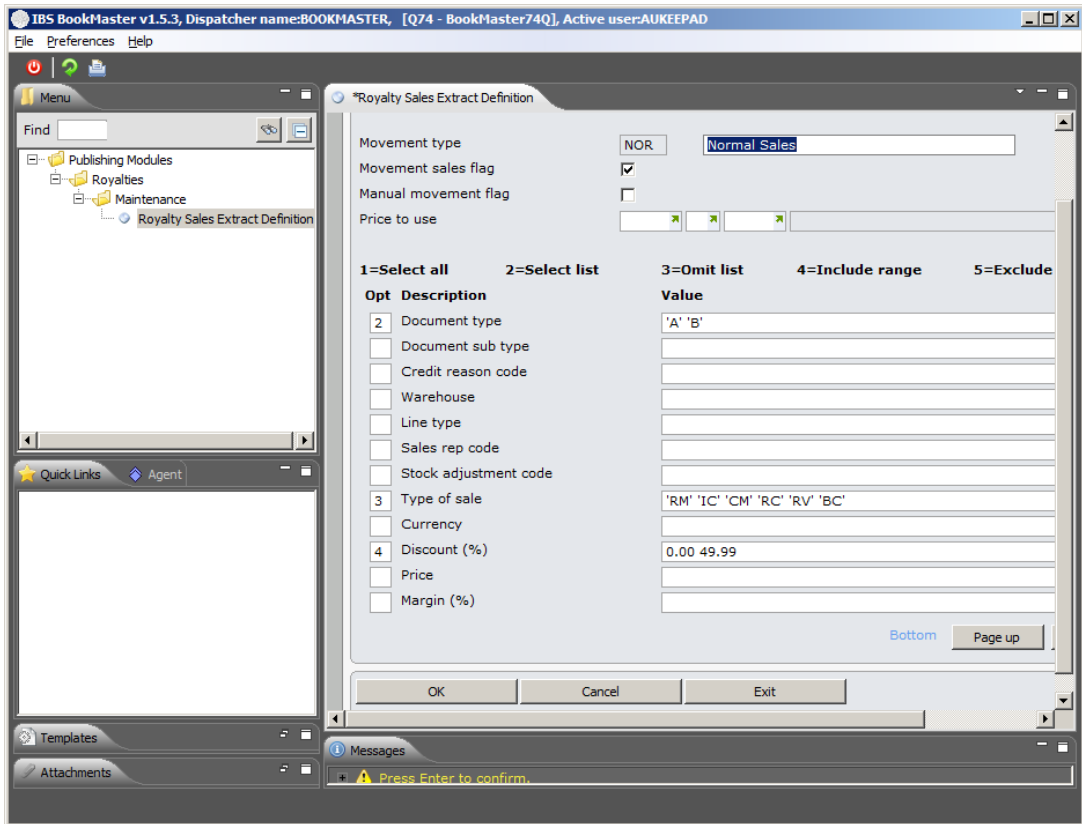 IBS BookMaster v1.5.3, Dispatcher name:BOOKMASTER, [Q74 - BookMaster74Q], Active user:AUKEEPAD
File Preferences Help
Menu
Find
Publishing Modules
Royalties
Maintenance
Royalty Sales Extract Definition
Quick Links Agent
Templates
Attachments
*Royalty Sales Extract Definition
Movement type NOR Normal Sales
Movement sales flag
Manual movement flag
Price to use
1=Select all 2=Select list 3=Omit list 4=Include range 5=Exclude
Opt Description Value
2 Document type 'A' 'B'
Document sub type
Credit reason code
Warehouse
Line type
Sales rep code
Stock adjustment code
3 Type of sale 'RM' 'IC' 'CM' 'RC' 'RV' 'BC'
Currency
4 Discount (%) 0.00 49.99
Price
Margin (%)
Bottom Page up
OK Cancel Exit
Messages
Press Enter to confirm.